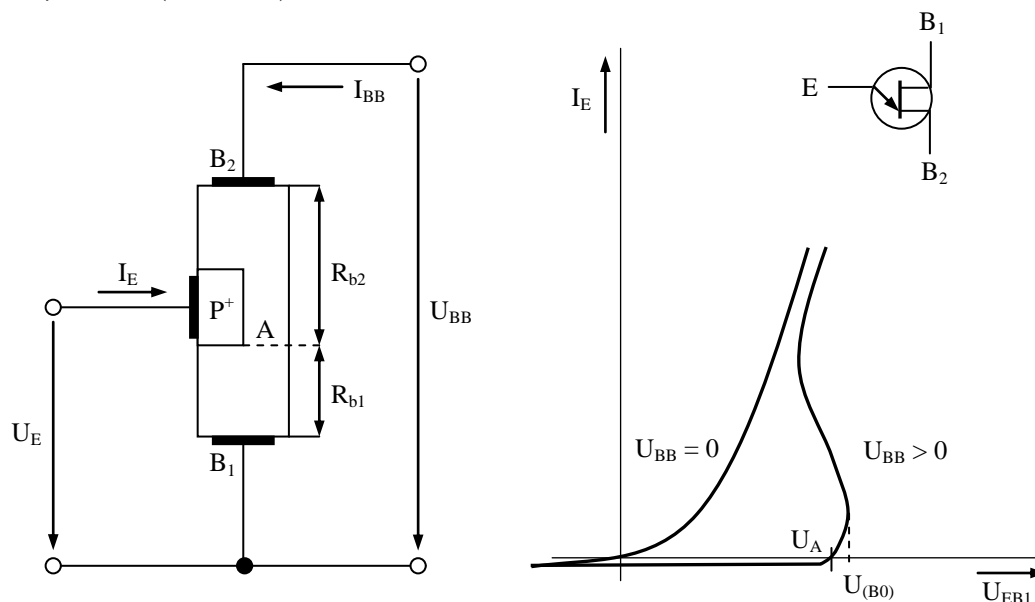 I_BB
B_2
I_E
P^+
A
R_b2
U_BB
R_b1
U_E
B_1
I_E
B_1
E
B_2
U_BB = 0
U_BB > 0
U_A
U_(B0)
U_EB1